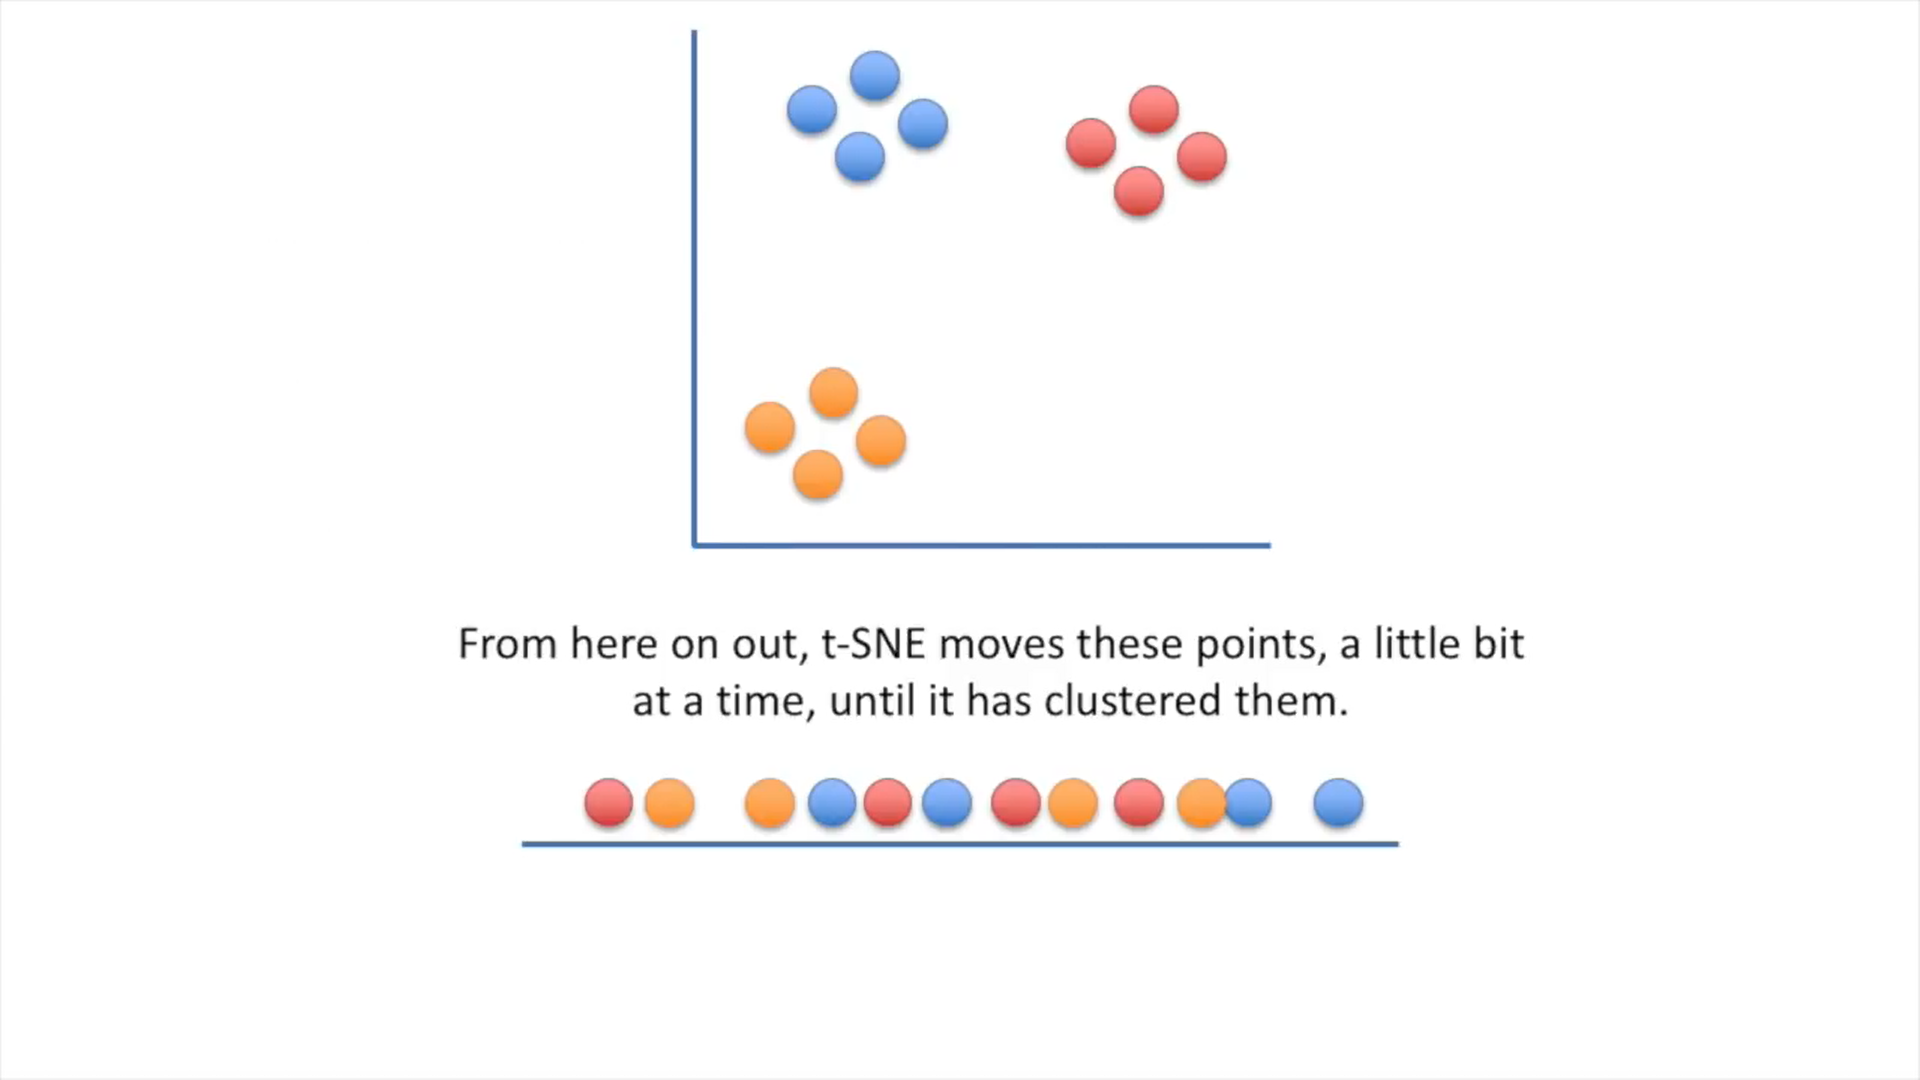 From here on out, t-SNE moves these points, a little bit
at a time, until it has clustered them.